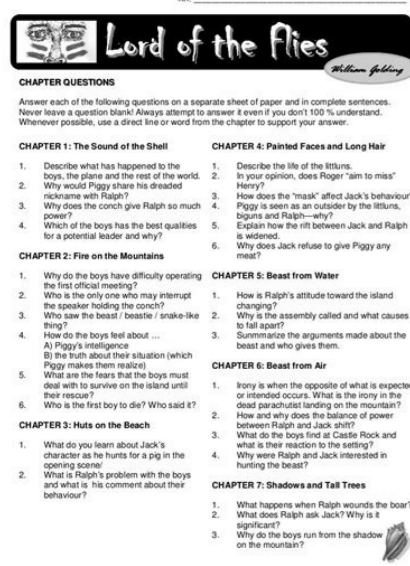 Lord of the Flies
William Golding
CHAPTER QUESTIONS
Answer each of the following questions on a separate sheet of paper and in complete sentences.
Never leave a question blank! Always attempt to answer it even if you don't 100 % understand.
Whenever possible, use a direct line or word from the chapter to support your answer.
CHAPTER 1: The Sound of the Shell
1. Describe what has happened to the
boys, the plane and the rest of the world.
2. Why would Piggy share his dreaded
nickname with Ralph?
3. Why does the conch give Ralph so much
power?
4. Which of the boys has the best qualities
for a potential leader and why?
CHAPTER 2: Fire on the Mountains
1. Why do the boys have difficulty operating
the first official meeting?
2. Who is the only one who may interrupt
the speaker holding the conch?
3. Who saw the beast / beastie / snake-like
thing?
4. How do the boys feel about ...
A) Piggy's intelligence
B) the truth about their situation (which
Piggy makes them realize)
5. What are the fears that the boys must
deal with to survive on the island until
their rescue?
6. Who is the first boy to die? Who said it?
CHAPTER 3: Huts on the Beach
1. What do you learn about Jack's
character as he hunts for a pig in the
opening scene/
2. What is Ralph's problem with the boys
and what is his comment about their
behaviour?
CHAPTER 4: Painted Faces and Long Hair
1. Describe the life of the littluns.
2. In your opinion, does Roger "aim to miss"
Henry?
3. How does the "mask" affect Jack's behaviour
4. Piggy is seen as an outsider by the littluns,
biguns and Ralph—why?
5. Explain how the rift between Jack and Ralph
is widened.
6. Why does Jack refuse to give Piggy any
meat?
CHAPTER 5: Beast from Water
1. How is Ralph's attitude toward the island
changing?
2. Why is the assembly called and what causes
to fall apart?
3. Summmarize the arguments made about the
beast and who gives them.
CHAPTER 6: Beast from Air
1. Irony is when the opposite of what is expecte
or intended occurs. What is the irony in the
dead parachutist landing on the mountain?
2. How and why does the balance of power
between Ralph and Jack shift?
3. What do the boys find at Castle Rock and
what is their reaction to the setting?
4. Why were Ralph and Jack interested in
hunting the beast?
CHAPTER 7: Shadows and Tall Trees
1. What happens when Ralph wounds the boar?
2. What does Ralph ask Jack? Why is it
significant?
3. Why do the boys run from the shadow
on the mountain?